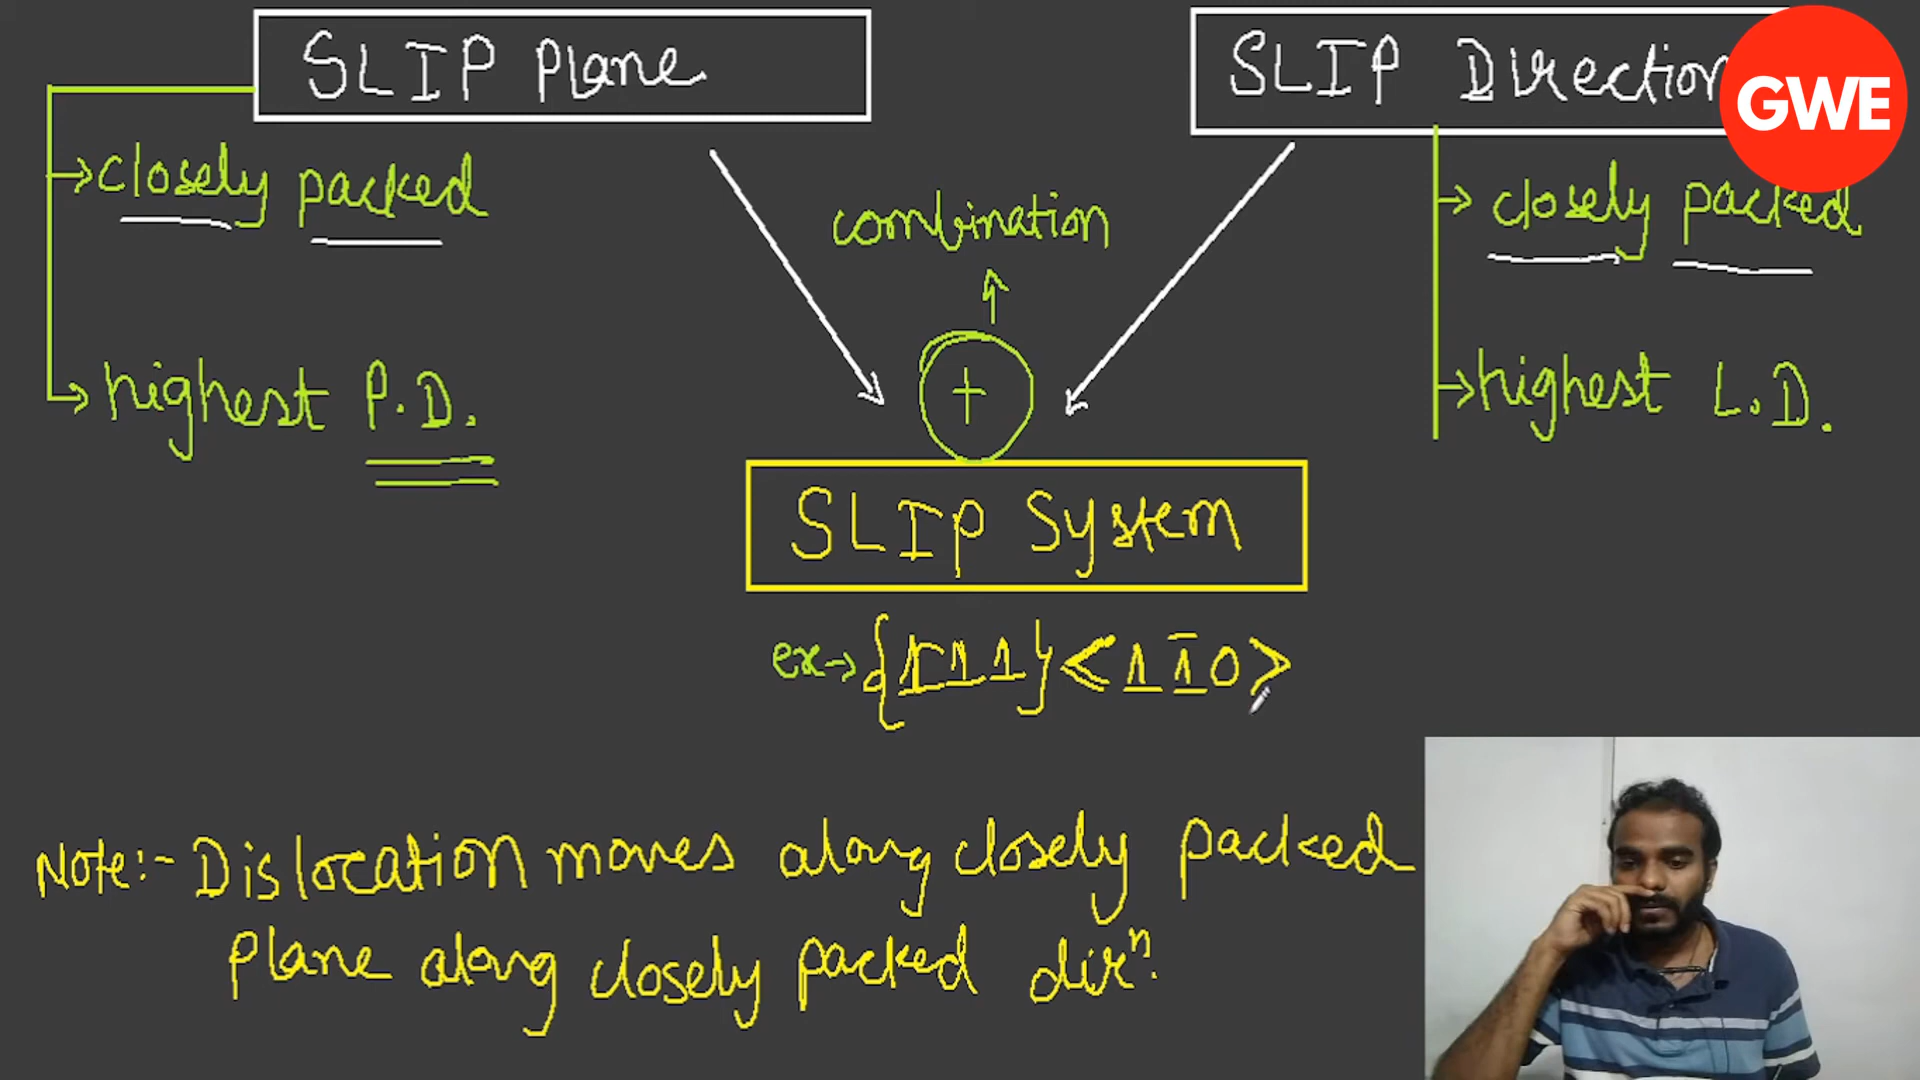 SLIP Plane
SLIP Direction
GWE
closely packed
closely packed
combination
highest P.D.
+
highest L.D.
SLIP System
ex→ {111} <11̅0>
Note:- Dislocation moves along closely packed
plane along closely packed dirⁿ.